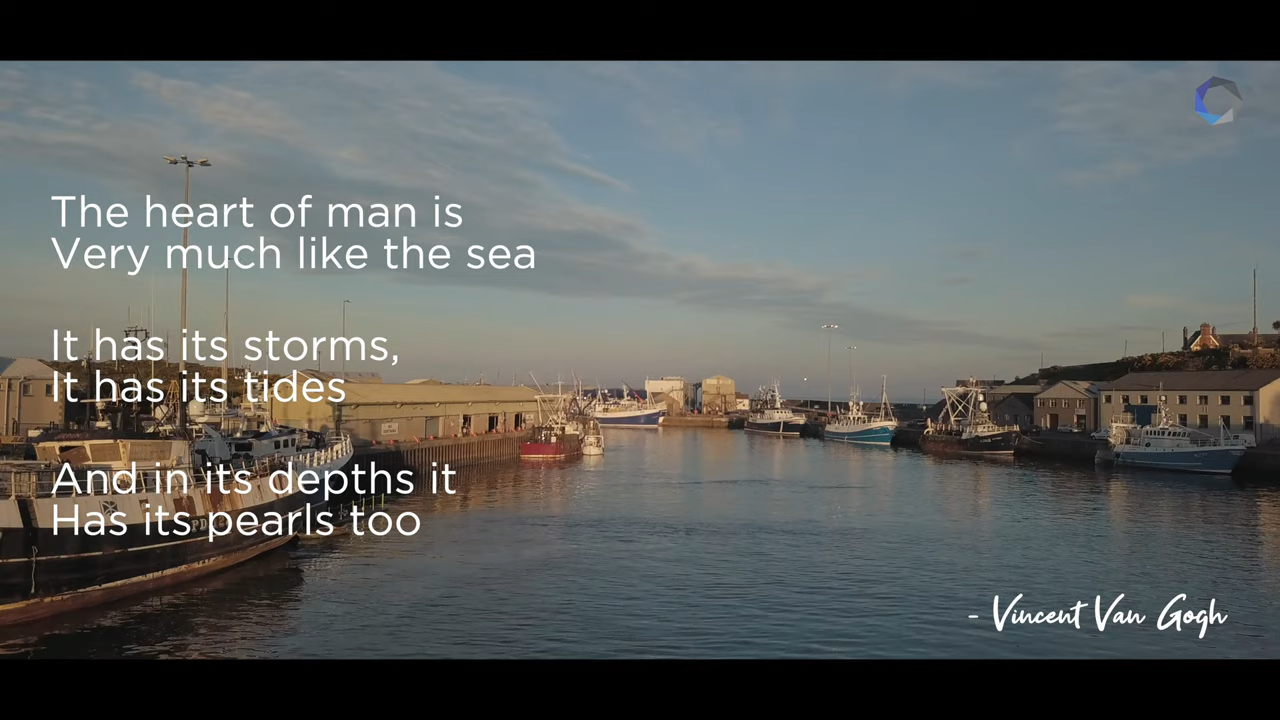 The heart of man is
Very much like the sea
It has its storms,
It has its tides
And in its depths it
Has its pearls too
- Vincent Van Gogh
PD